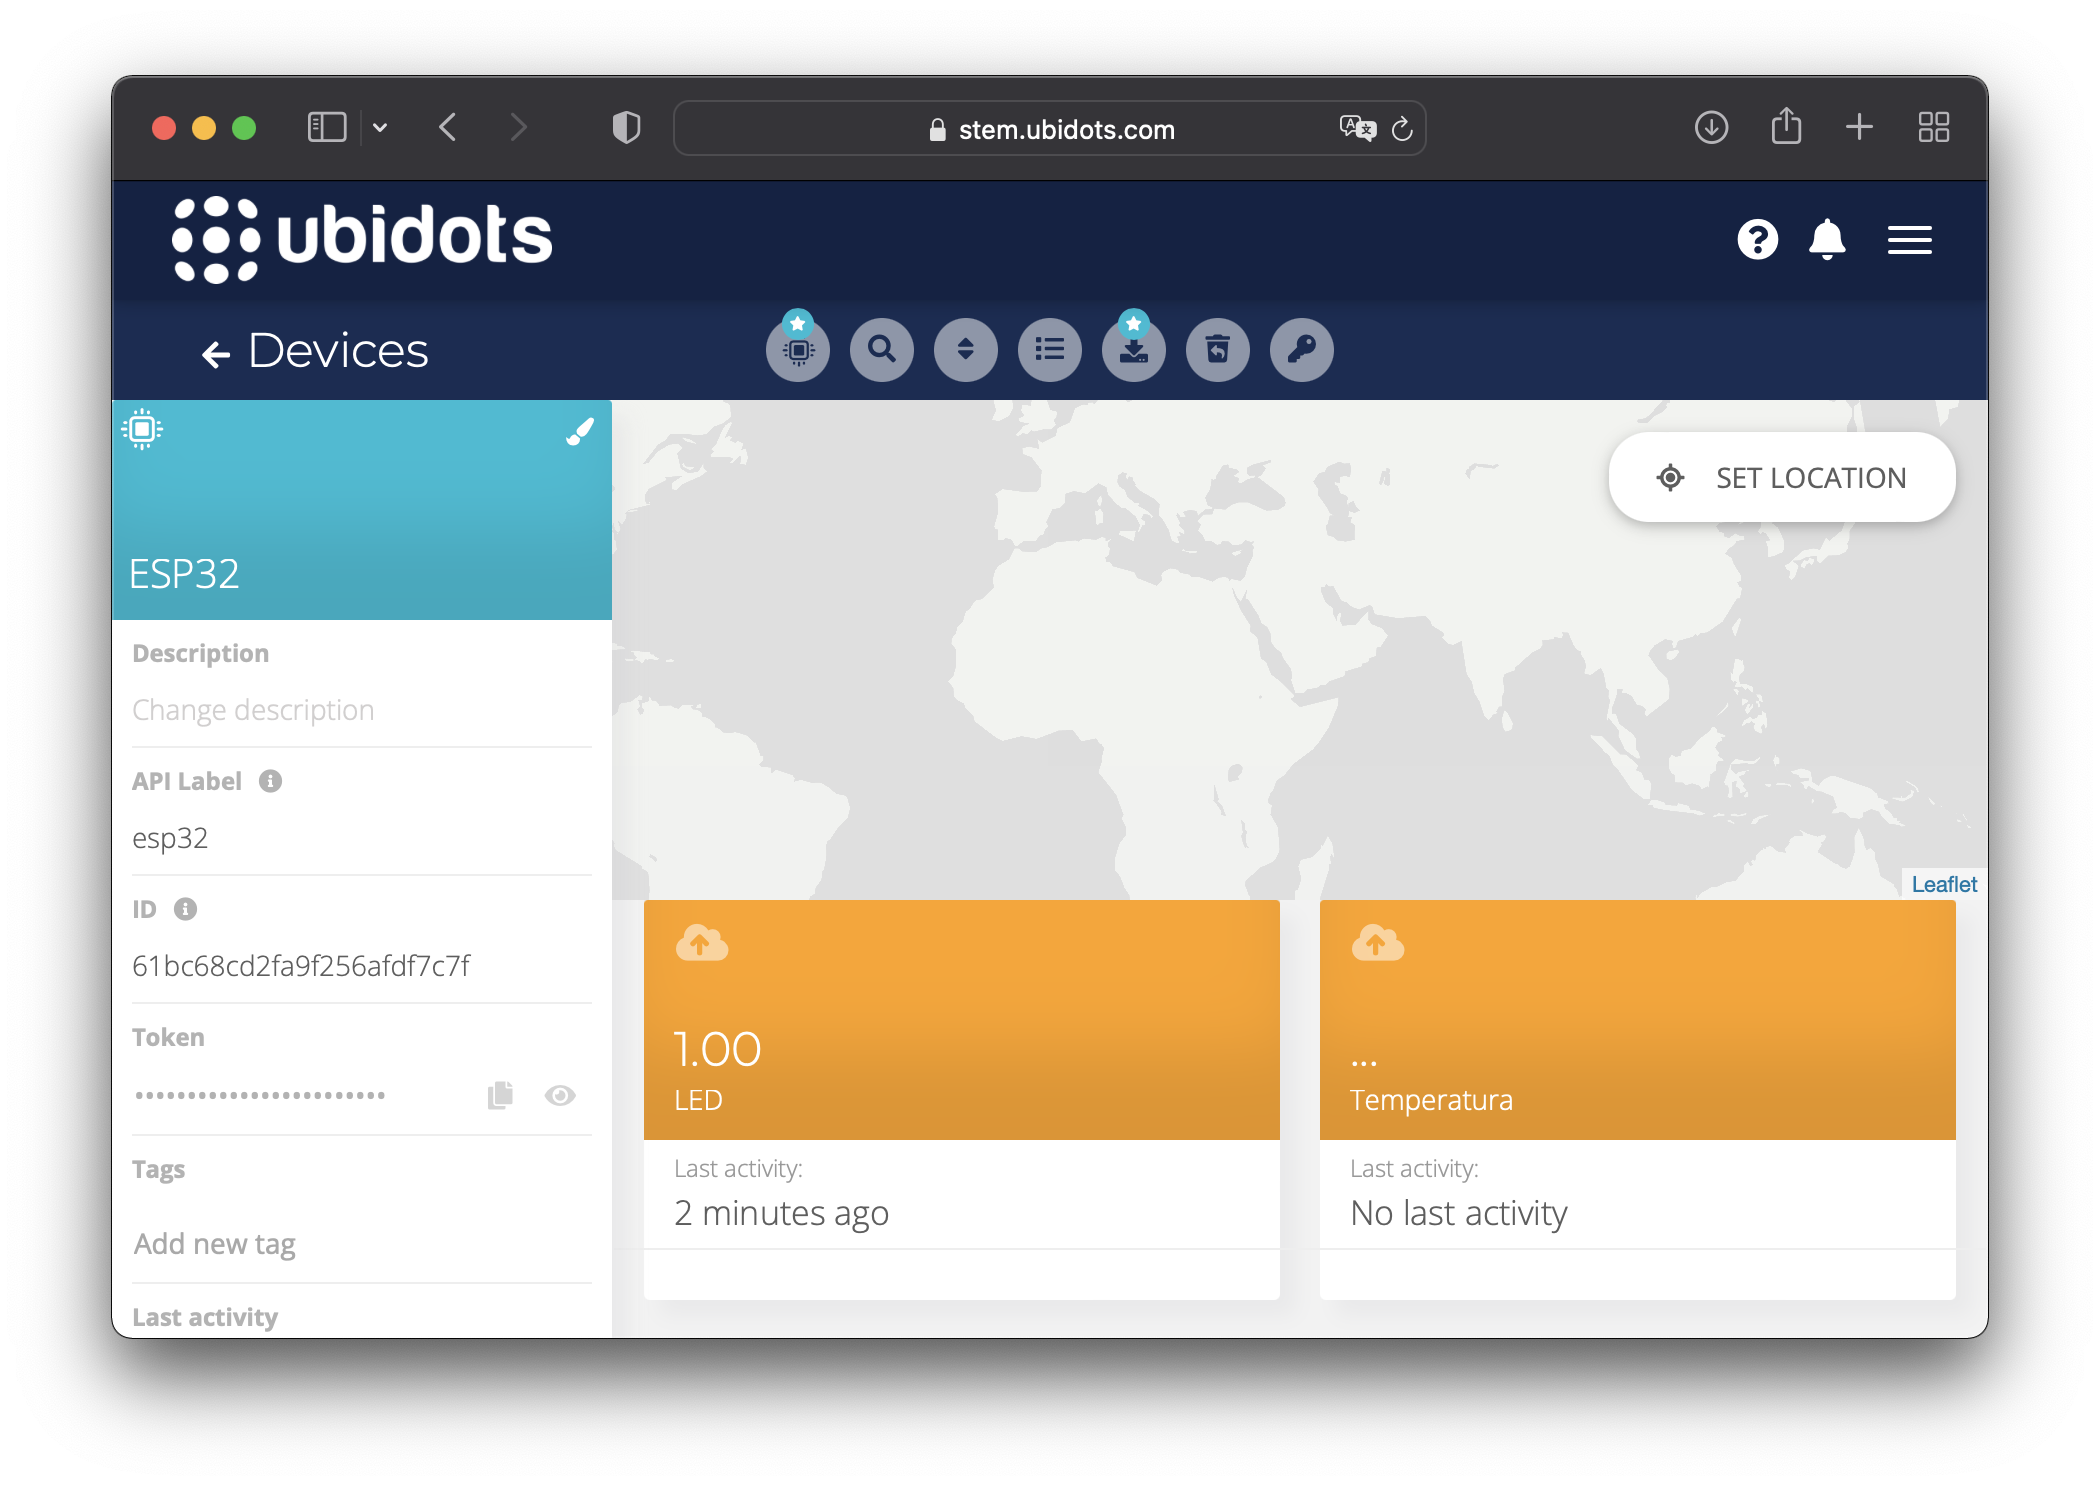 stem.ubidots.com
ubidots
Devices
ESP32
Description
Change description
API Label
esp32
ID
61bc68cd2fa9f256afdf7c7f
Token
••••••••••••••••••••••••
Tags
Add new tag
Last activity
SET LOCATION
Leaflet
1.00
LED
Last activity:
2 minutes ago
...
Temperatura
Last activity:
No last activity